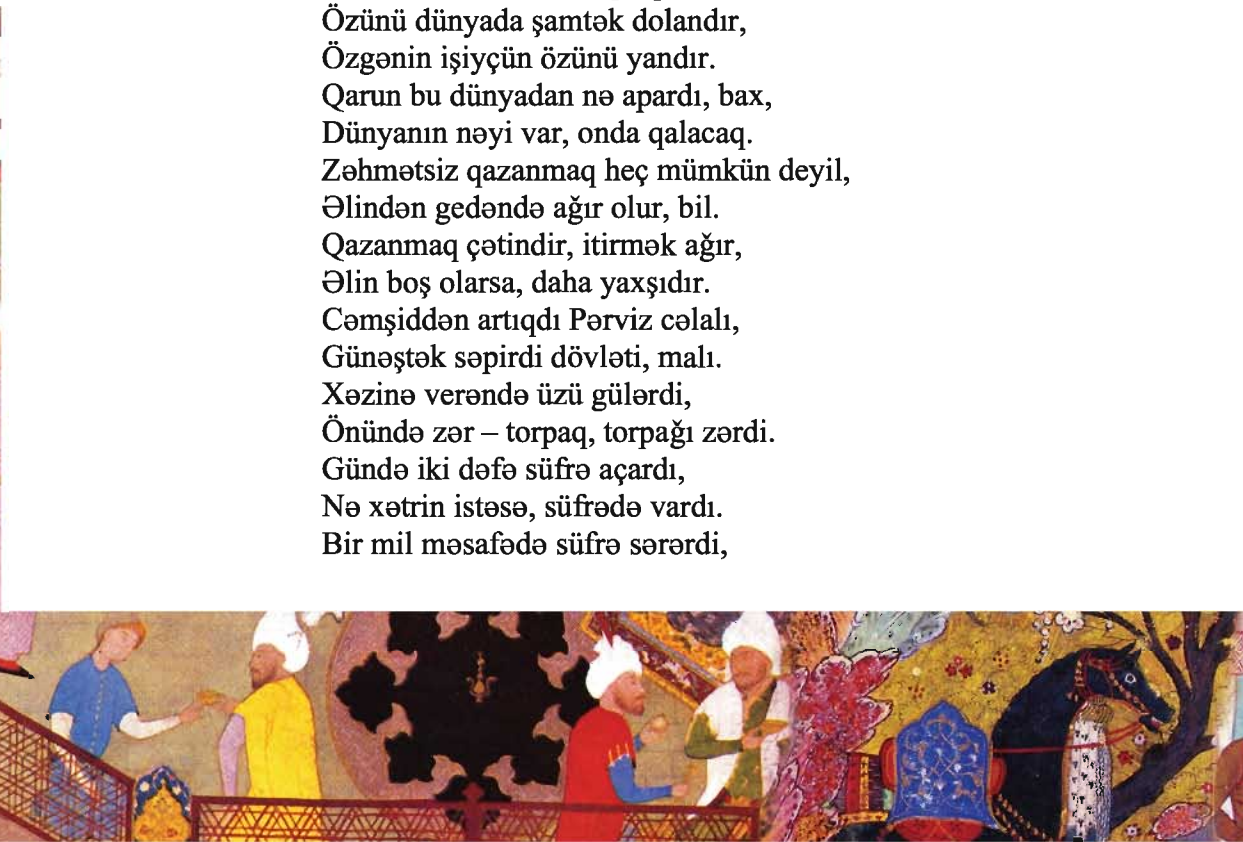 Özünü dünyada şamtək dolandır,
Özgənin işiyçün özünü yandır.
Qarun bu dünyadan nə apardı, bax,
Dünyanın nəyi var, onda qalacaq.
Zəhmətsiz qazanmaq heç mümkün deyil,
Əlindən gedəndə ağır olur, bil.
Qazanmaq çətindir, itirmək ağır,
Əlin boş olarsa, daha yaxşıdır.
Cəmşiddən artıqdı Pərviz cəlalı,
Günəştək səpirdi dövləti, malı.
Xəzinə verəndə üzü gülərdi,
Önündə zər – torpaq, torpağı zərdi.
Gündə iki dəfə süfrə açardı,
Nə xətrin istəsə, süfrədə vardı.
Bir mil məsafədə süfrə sərərdi,